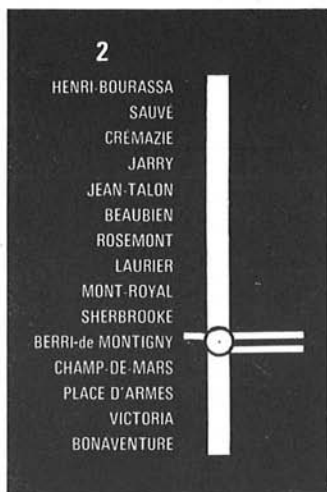 2
HENRI-BOURASSA
SAUVÉ
CRÉMAZIE
JARRY
JEAN-TALON
BEAUBIEN
ROSEMONT
LAURIER
MONT-ROYAL
SHERBROOKE
BERRI-de MONTIGNY
CHAMP-DE-MARS
PLACE D'ARMES
VICTORIA
BONAVENTURE